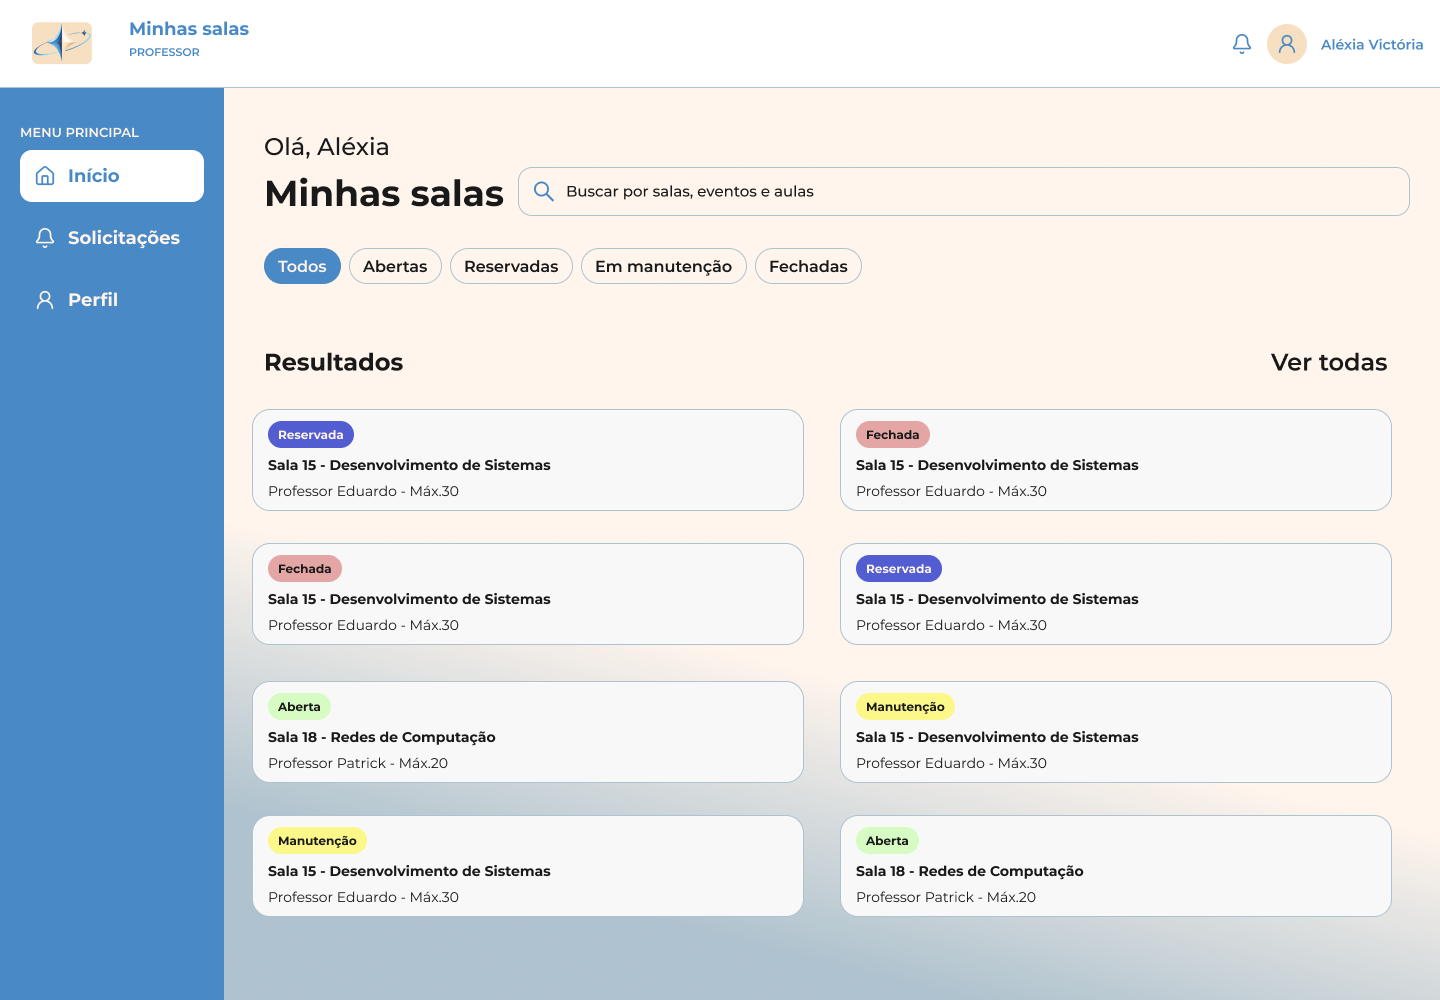 Minhas salas
PROFESSOR
Aléxia Victória
MENU PRINCIPAL
Início
Solicitações
Perfil
Olá, Aléxia
Minhas salas
Buscar por salas, eventos e aulas
Todos
Abertas
Reservadas
Em manutenção
Fechadas
Resultados
Ver todas
Reservada
Sala 15 - Desenvolvimento de Sistemas
Professor Eduardo - Máx.30
Fechada
Sala 15 - Desenvolvimento de Sistemas
Professor Eduardo - Máx.30
Fechada
Sala 15 - Desenvolvimento de Sistemas
Professor Eduardo - Máx.30
Reservada
Sala 15 - Desenvolvimento de Sistemas
Professor Eduardo - Máx.30
Aberta
Sala 18 - Redes de Computação
Professor Patrick - Máx.20
Manutenção
Sala 15 - Desenvolvimento de Sistemas
Professor Eduardo - Máx.30
Manutenção
Sala 15 - Desenvolvimento de Sistemas
Professor Eduardo - Máx.30
Aberta
Sala 18 - Redes de Computação
Professor Patrick - Máx.20